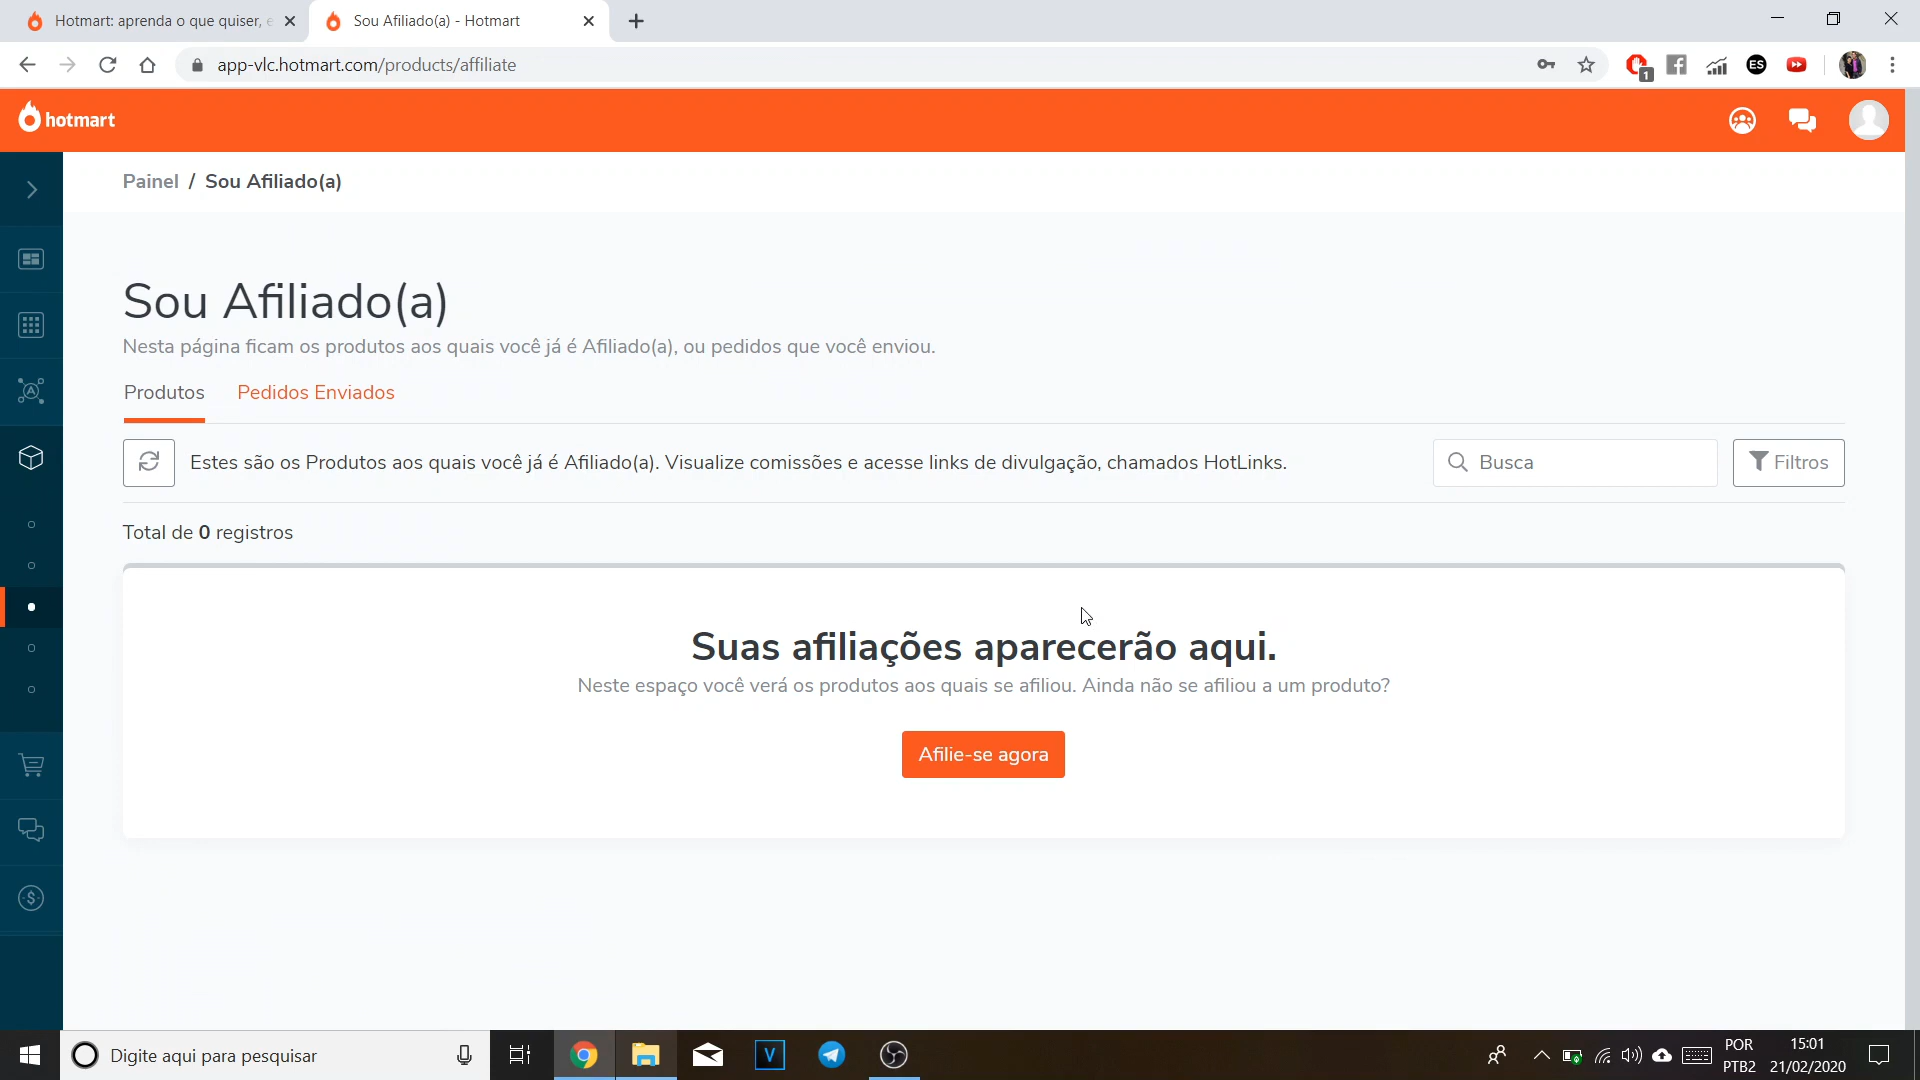 Hotmart: aprenda o que quiser, e
Sou Afiliado(a) - Hotmart
app-vlc.hotmart.com/products/affiliate
1
ES
hotmart
Painel / Sou Afiliado(a)
Sou Afiliado(a)
Nesta página ficam os produtos aos quais você já é Afiliado(a), ou pedidos que você enviou.
Produtos Pedidos Enviados
Estes são os Produtos aos quais você já é Afiliado(a). Visualize comissões e acesse links de divulgação, chamados HotLinks.
Busca
Filtros
Total de 0 registros
Suas afiliações aparecerão aqui.
Neste espaço você verá os produtos aos quais se afiliou. Ainda não se afiliou a um produto?
Afilie-se agora
Digite aqui para pesquisar
V
POR
PTB2
15:01
21/02/2020